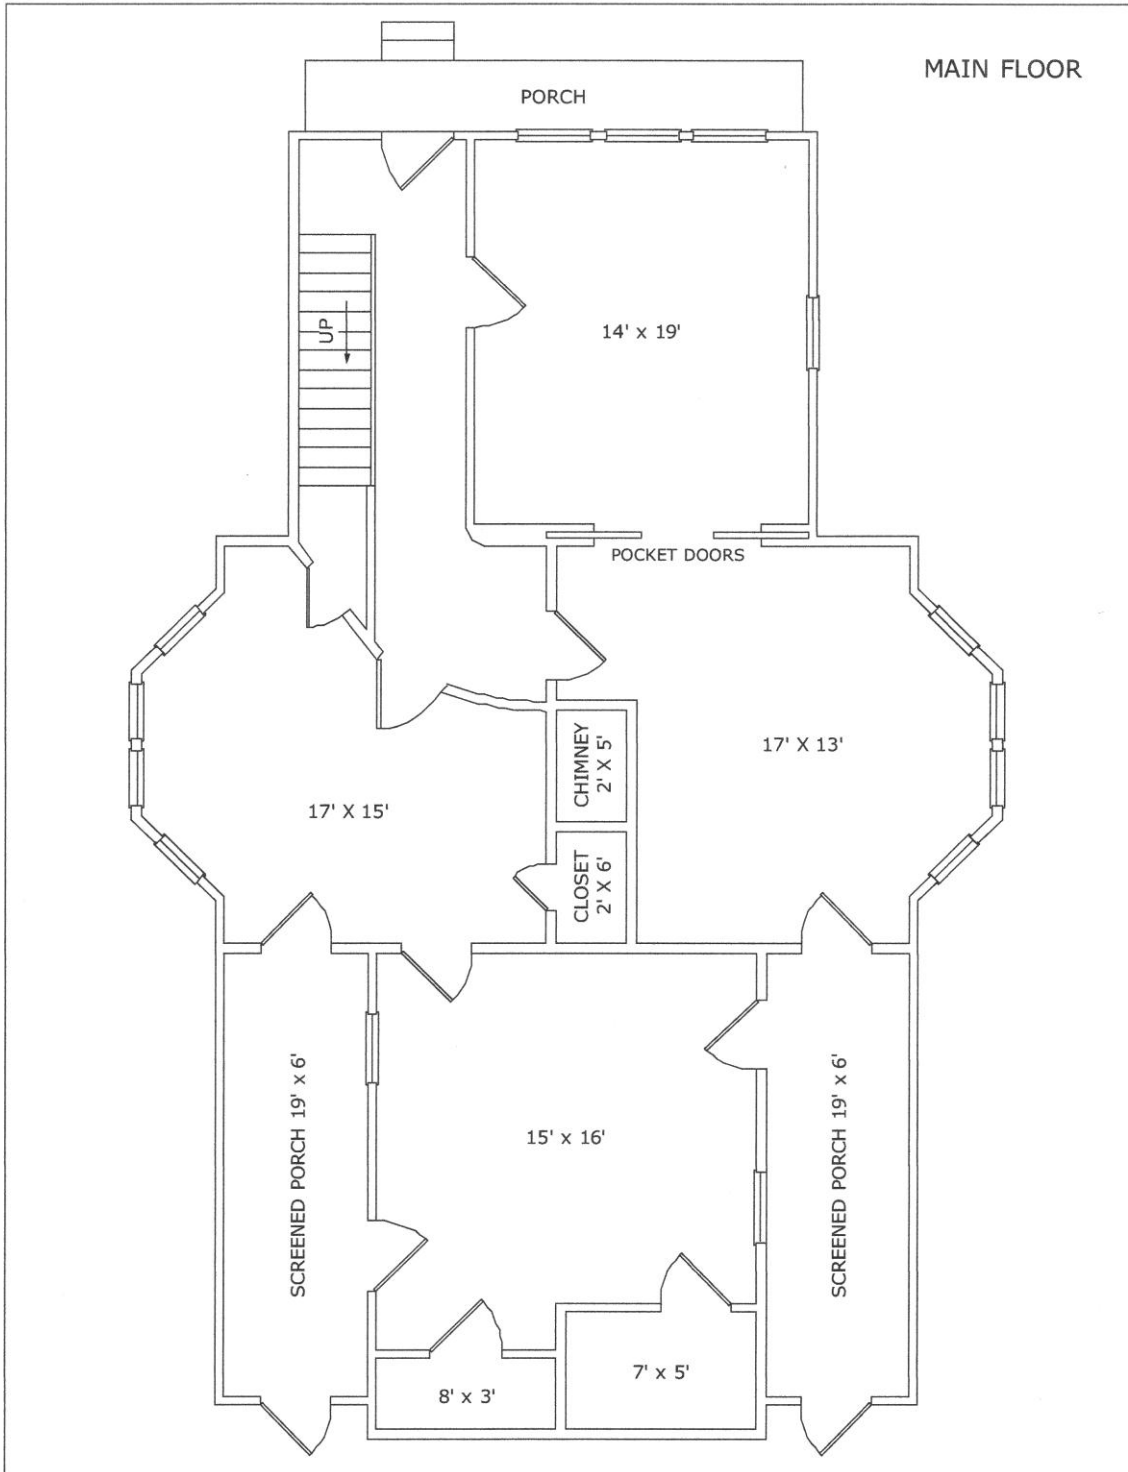 MAIN FLOOR
PORCH
14' x 19'
UP
POCKET DOORS
17' X 13'
CHIMNEY
2' X 5'
17' X 15'
CLOSET
2' X 6'
SCREENED PORCH 19' x 6'
15' x 16'
SCREENED PORCH 19' x 6'
7' x 5'
8' x 3'